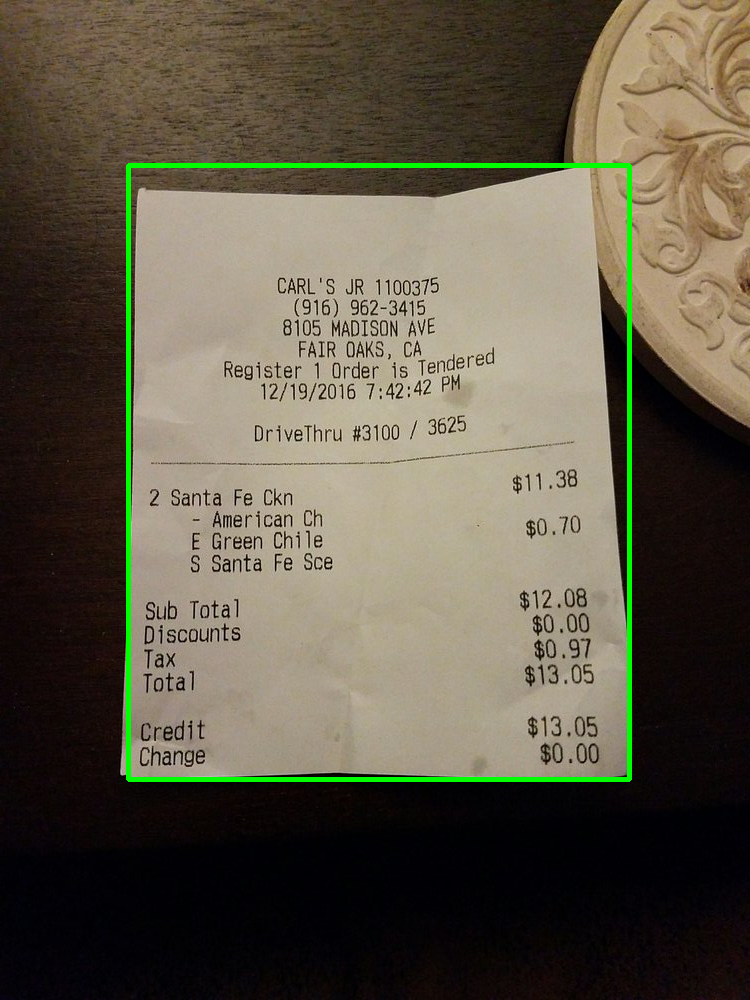 CARL'S JR 1100375
(916) 962-3415
8105 MADISON AVE
FAIR OAKS, CA
Register 1 Order is Tendered
12/19/2016 7:42:42 PM
DriveThru #3100 / 3625
2 Santa Fe Ckn $11.38
- American Ch
E Green Chile $0.70
S Santa Fe Sce
Sub Total $12.08
Discounts $0.00
Tax $0.97
Total $13.05
Credit $13.05
Change $0.00